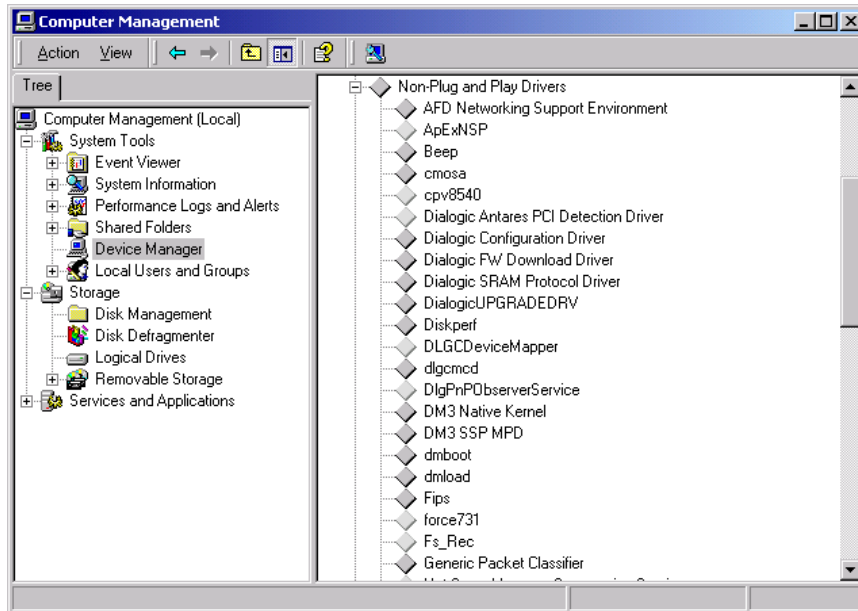 Computer Management
Action View
Tree
Computer Management (Local)
System Tools
Event Viewer
System Information
Performance Logs and Alerts
Shared Folders
Device Manager
Local Users and Groups
Storage
Disk Management
Disk Defragmenter
Logical Drives
Removable Storage
Services and Applications
Non-Plug and Play Drivers
AFD Networking Support Environment
ApExNSP
Beep
cmosa
cpv8540
Dialogic Antares PCI Detection Driver
Dialogic Configuration Driver
Dialogic FW Download Driver
Dialogic SRAM Protocol Driver
DialogicUPGRADEDRV
Diskperf
DLGCDeviceMapper
dlgcmcd
DlgPnPObserverService
DM3 Native Kernel
DM3 SSP MPD
dmboot
dmload
Fips
force731
Fs_Rec
Generic Packet Classifier